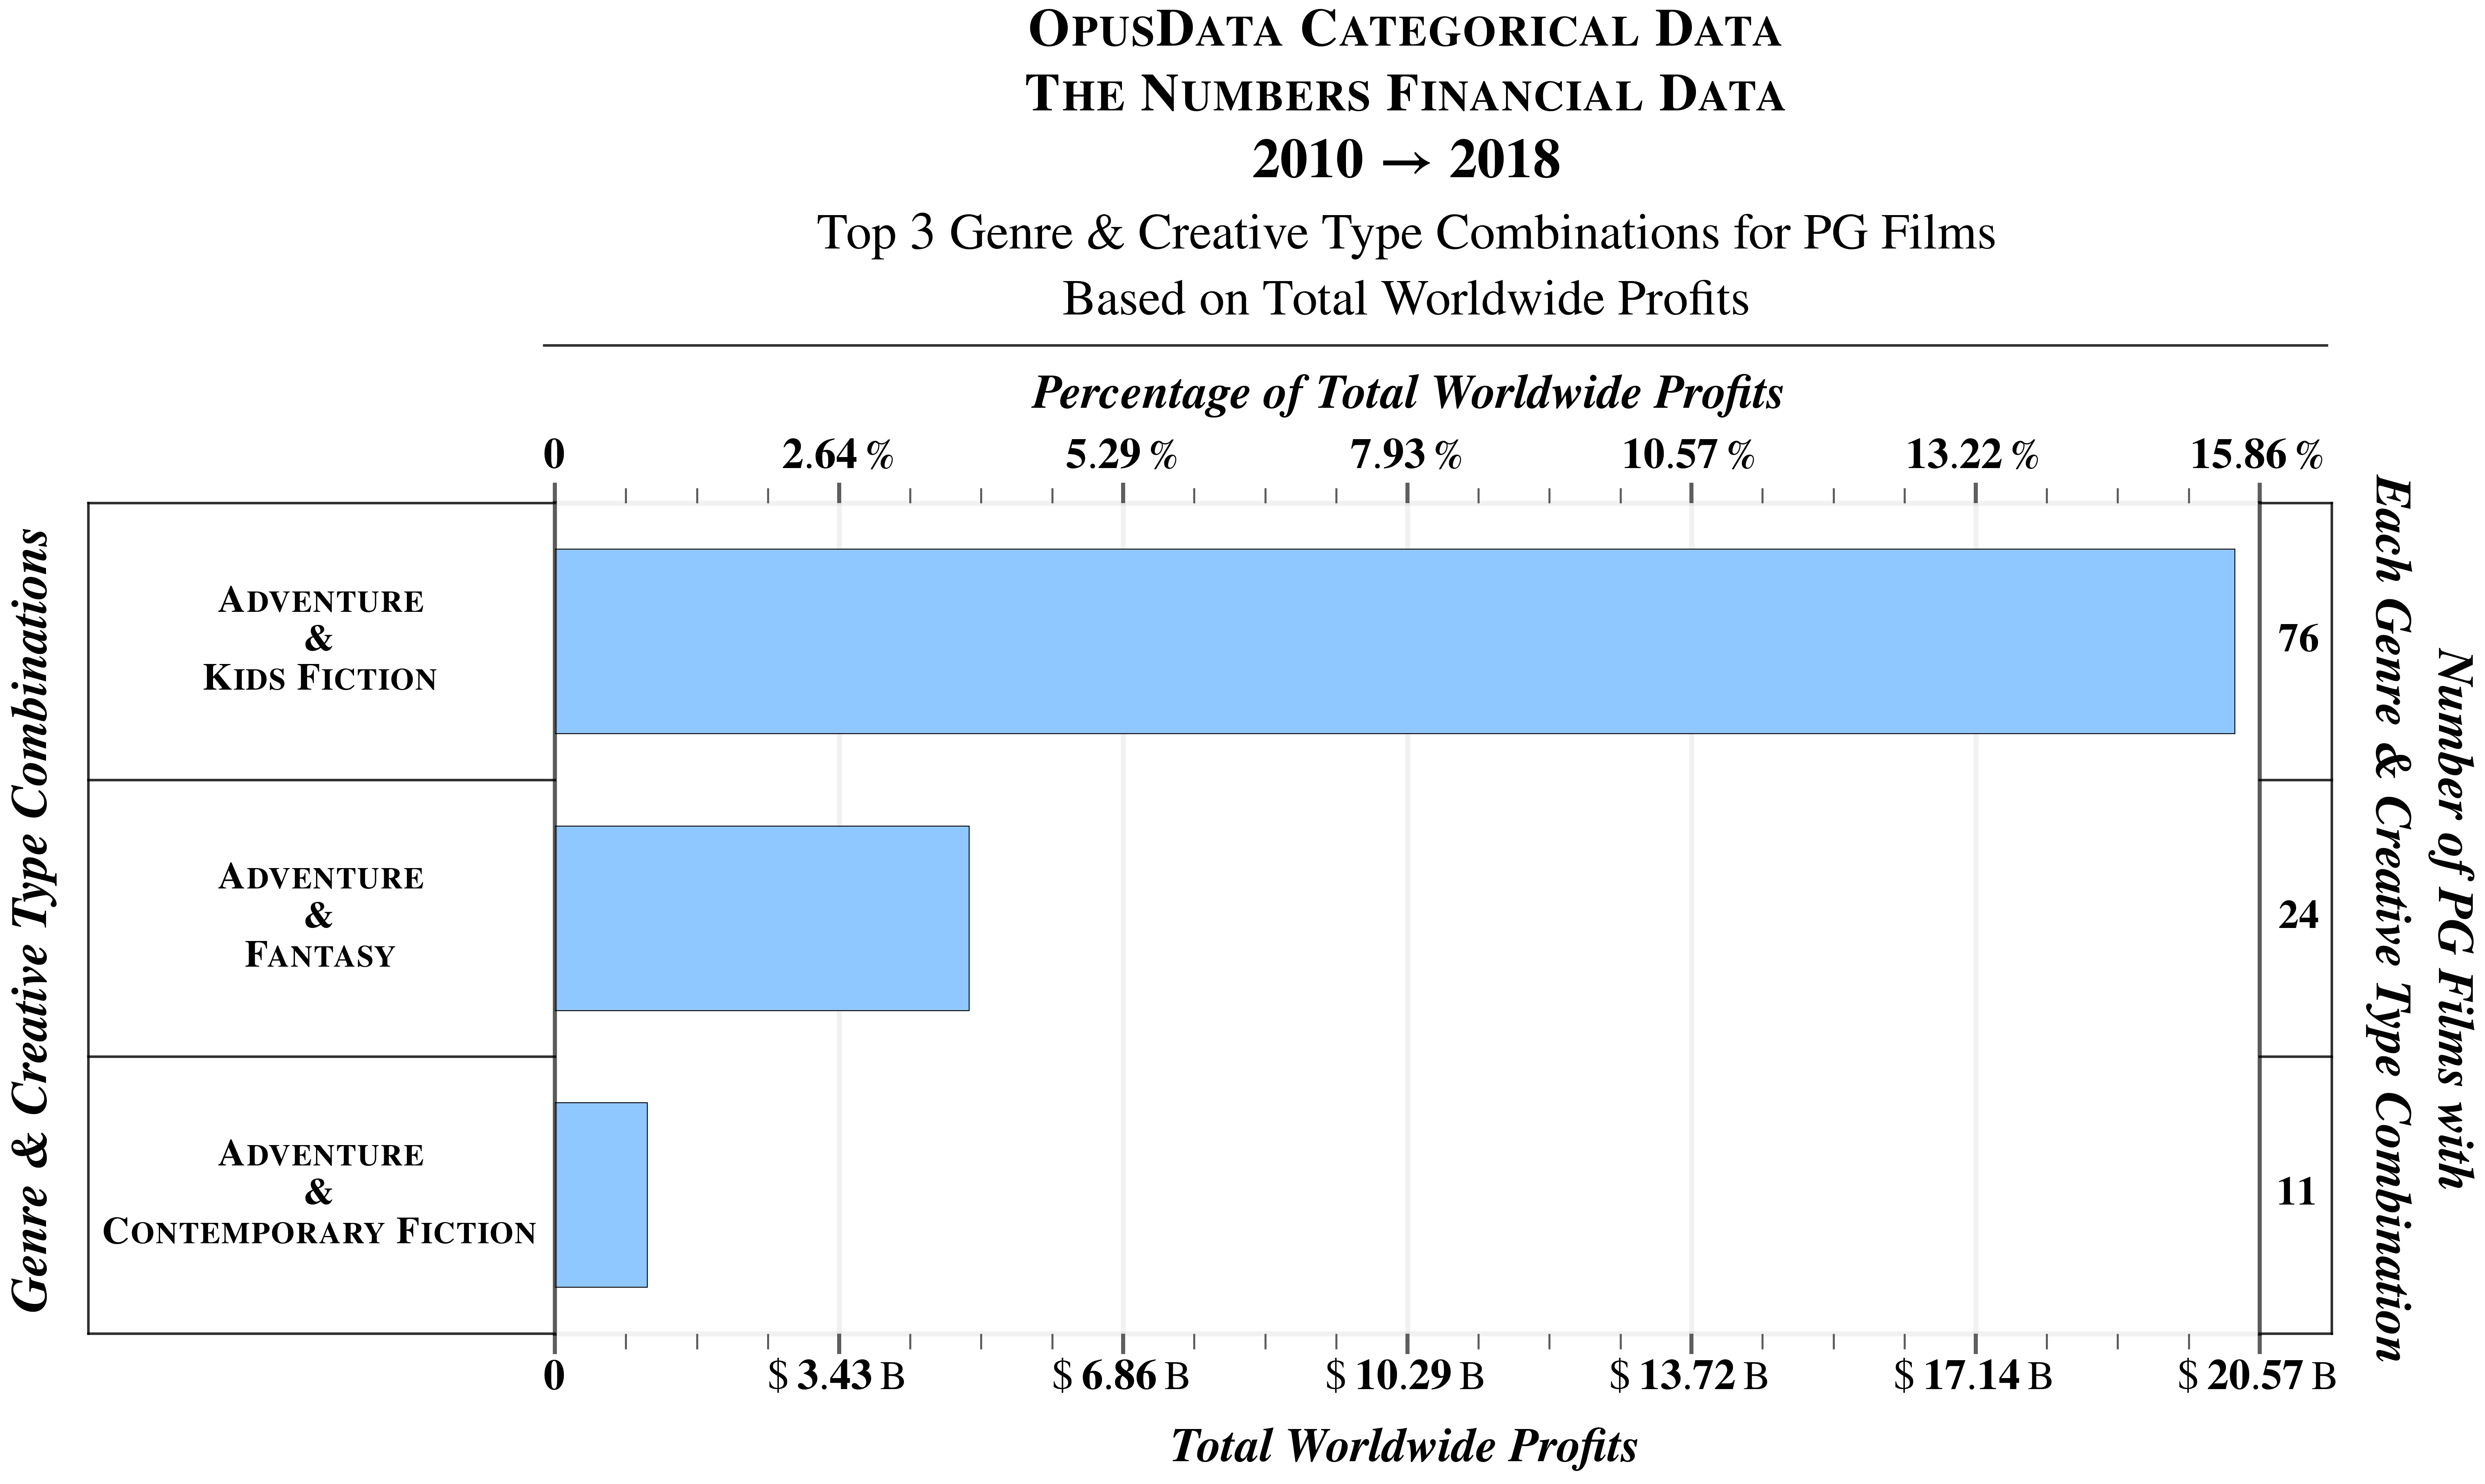 OpusData Categorical Data
The Numbers Financial Data
2010 → 2018
Top 3 Genre & Creative Type Combinations for PG Films
Based on Total Worldwide Profits
Percentage of Total Worldwide Profits
0 2.64 % 5.29 % 7.93 % 10.57 % 13.22 % 15.86 %
Genre & Creative Type Combinations
Adventure
&
Kids Fiction
76
Adventure
&
Fantasy
24
Adventure
&
Contemporary Fiction
11
Number of PG Films with
Each Genre & Creative Type Combination
0 $ 3.43 B $ 6.86 B $ 10.29 B $ 13.72 B $ 17.14 B $ 20.57 B
Total Worldwide Profits